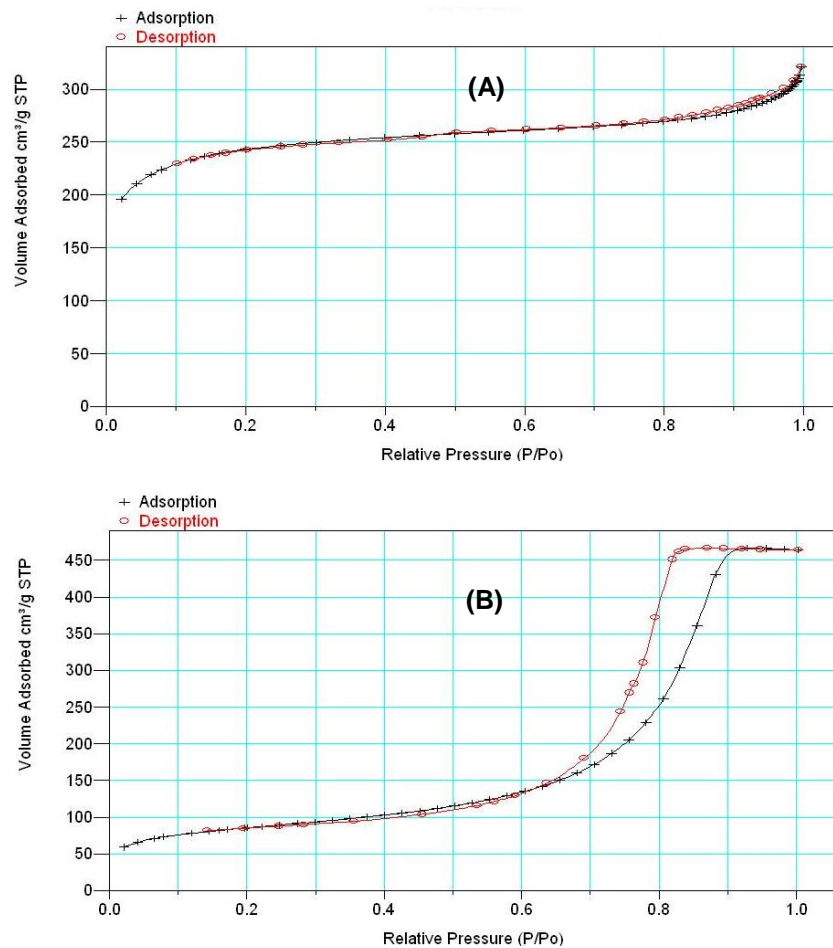 Adsorption
Desorption
(A)
Volume Adsorbed cm³/g STP
300
250
200
150
100
50
0
0.0 0.2 0.4 0.6 0.8 1.0
Relative Pressure (P/Po)
Adsorption
Desorption
(B)
Volume Adsorbed cm³/g STP
450
400
350
300
250
200
150
100
50
0
0.0 0.2 0.4 0.6 0.8 1.0
Relative Pressure (P/Po)